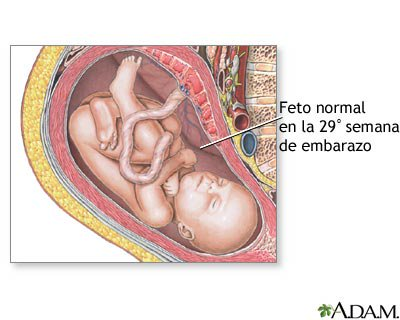 Feto normal
en la 29° semana
de embarazo
A.D.A.M.